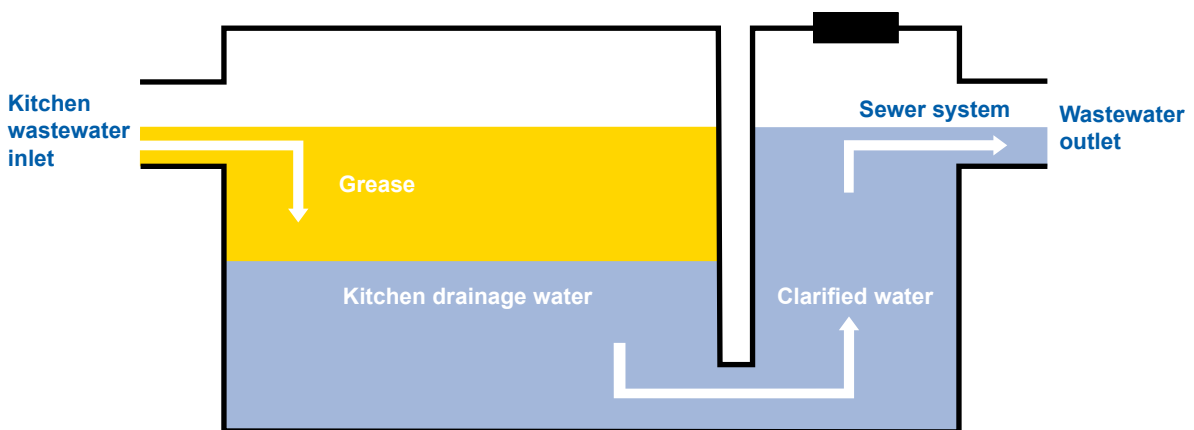 Kitchen
wastewater
inlet
Sewer system
Wastewater
outlet
Grease
Kitchen drainage water
Clarified water